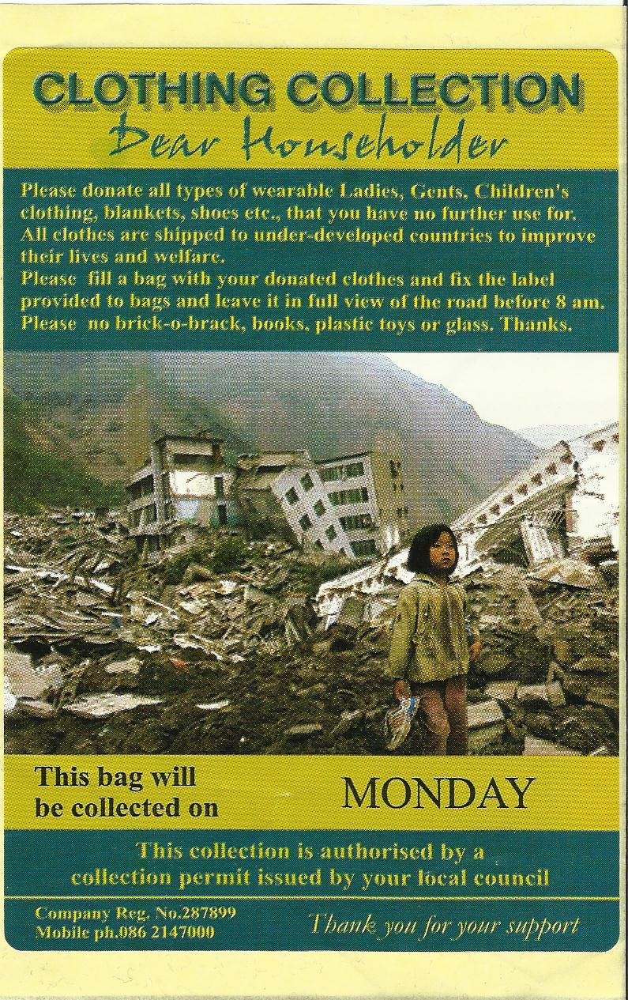 CLOTHING COLLECTION
Dear Householder
Please donate all types of wearable Ladies, Gents, Children's
clothing, blankets, shoes etc., that you have no further use for.
All clothes are shipped to under-developed countries to improve
their lives and welfare.
Please fill a bag with your donated clothes and fix the label
provided to bags and leave it in full view of the road before 8 am.
Please no brick-o-brack, books, plastic toys or glass. Thanks.
This bag will
be collected on
MONDAY
This collection is authorised by a
collection permit issued by your local council
Company Reg. No.287899
Mobile ph.086 2147000
Thank you for your support